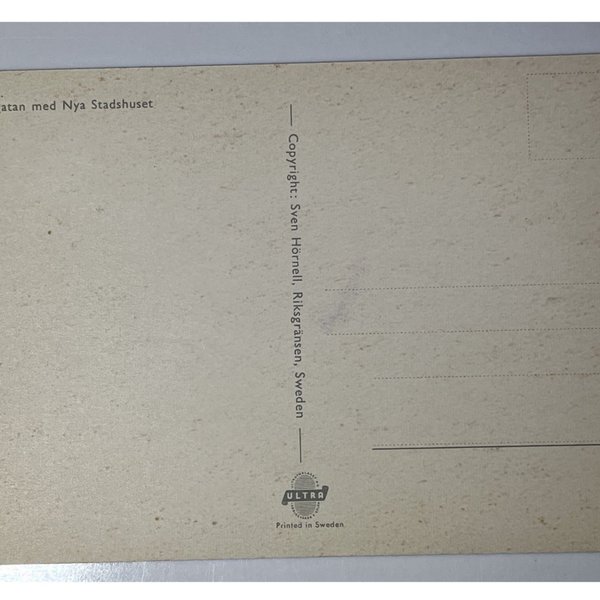 atan med Nya Stadshuset
Copyright: Sven Hörnell, Riksgränsen, Sweden
ULTRA
Printed in Sweden